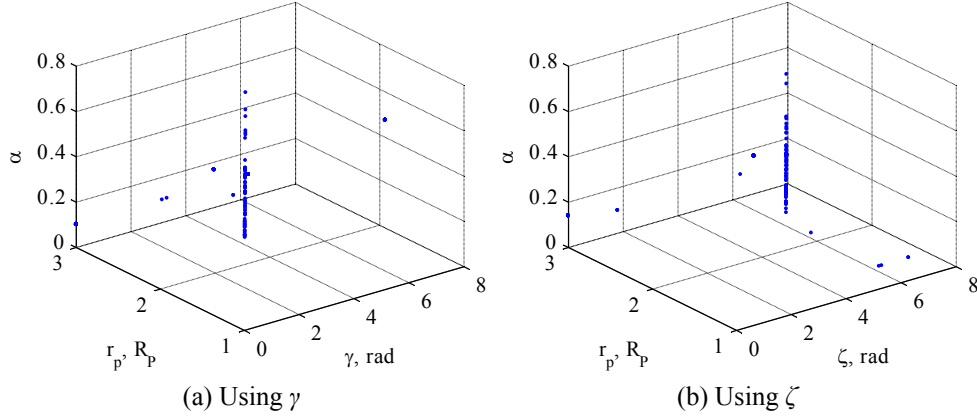 0.8 0.8
0.6 0.6
α 0.4 α 0.4
0.2 0.2
0 0
3 8 3 8
2 6 2 6
4 4
2 2
r_p, R_P 1 0 γ, rad r_p, R_P 1 0 ζ, rad
(a) Using γ (b) Using ζ